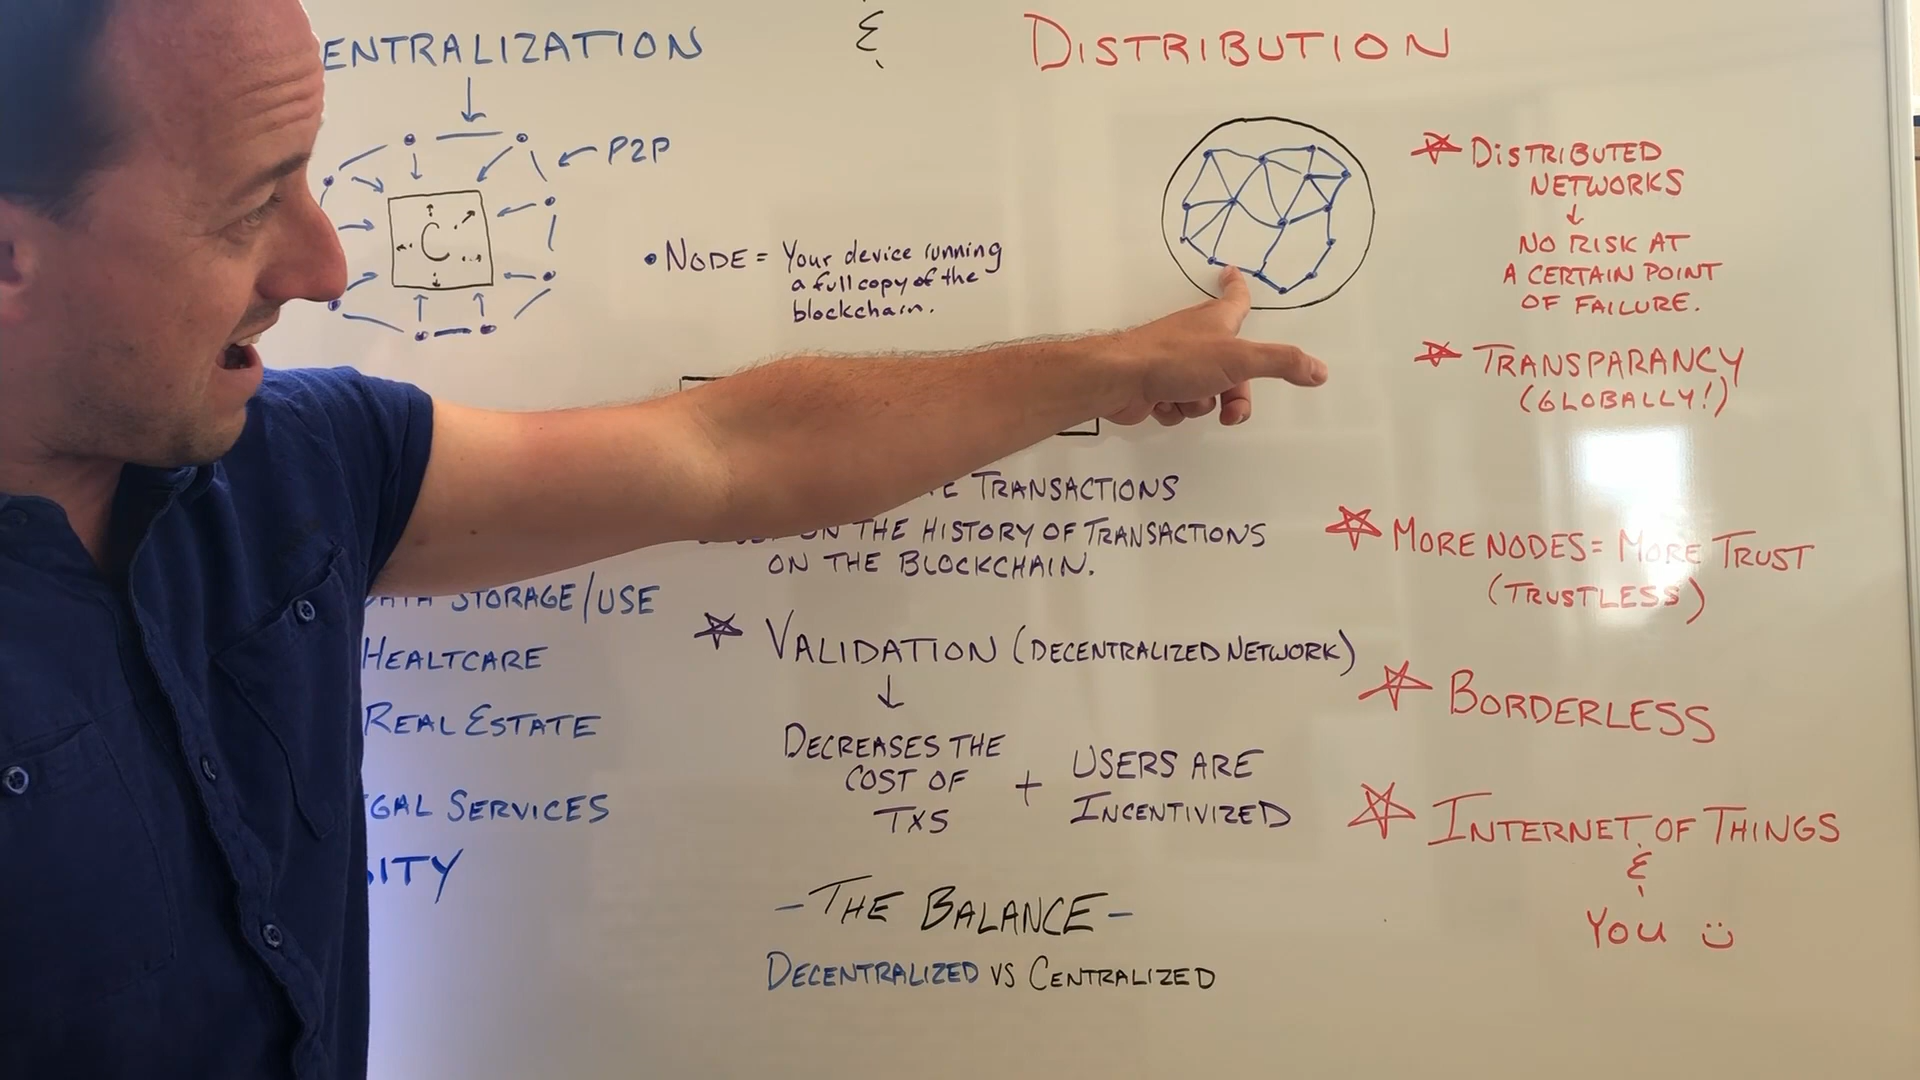 ENTRALIZATION
&
DISTRIBUTION
P2P
C
• NODE = Your device running
a full copy of the
blockchain.
TRANSACTIONS
ON THE HISTORY OF TRANSACTIONS
ON THE BLOCKCHAIN.
STORAGE/USE
HEALTCARE
REAL ESTATE
GAL SERVICES
ITY
VALIDATION (DECENTRALIZED NETWORK)
DECREASES THE
COST OF
TXS
+
USERS ARE
INCENTIVIZED
- THE BALANCE -
DECENTRALIZED VS CENTRALIZED
DISTRIBUTED
NETWORKS
NO RISK AT
A CERTAIN POINT
OF FAILURE.
TRANSPARANCY
(GLOBALLY!)
MORE NODES = MORE TRUST
(TRUSTLESS)
BORDERLESS
INTERNET OF THINGS
&
YOU